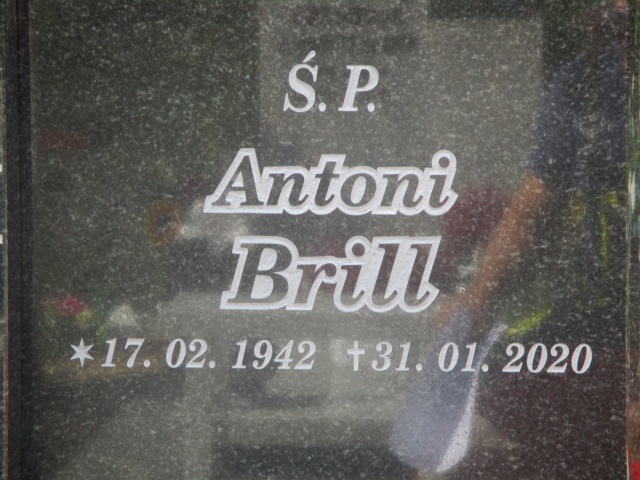 Ś. P.
Antoni
Brill
✶17. 02. 1942 ✝31. 01. 2020